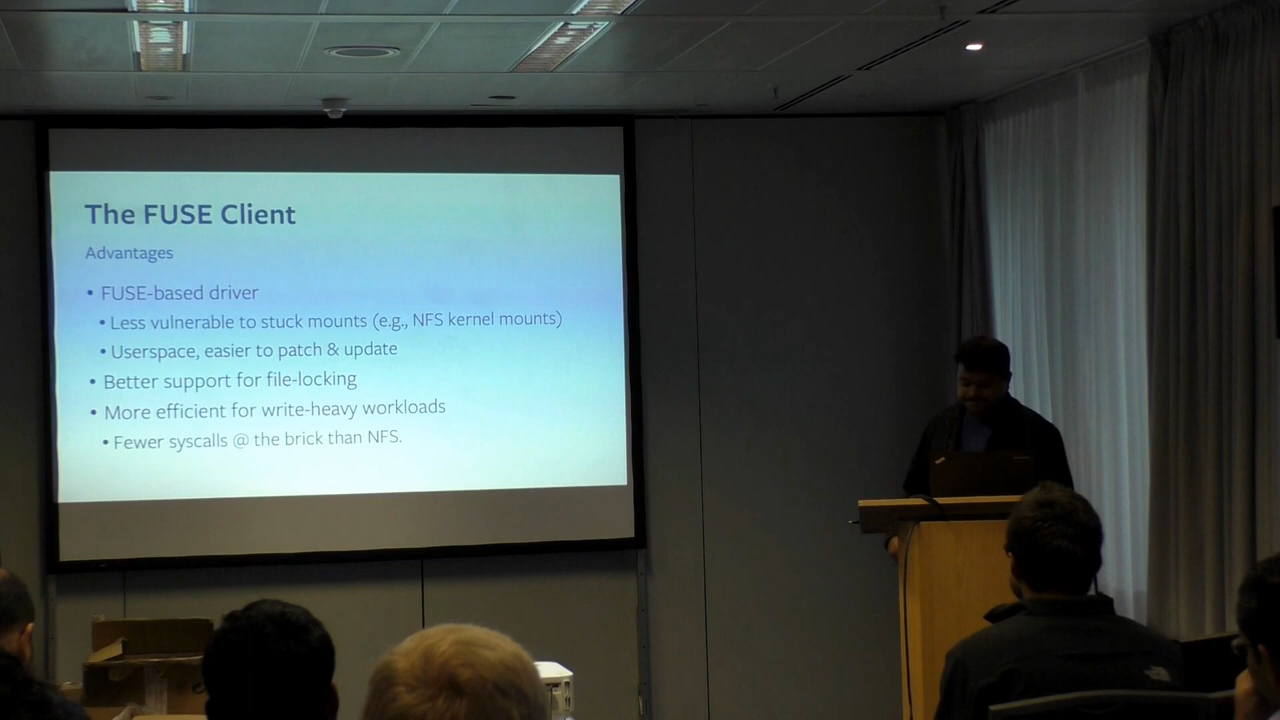 The FUSE Client
Advantages
• FUSE-based driver
• Less vulnerable to stuck mounts (e.g., NFS kernel mounts)
• Userspace, easier to patch & update
• Better support for file-locking
• More efficient for write-heavy workloads
• Fewer syscalls @ the brick than NFS.